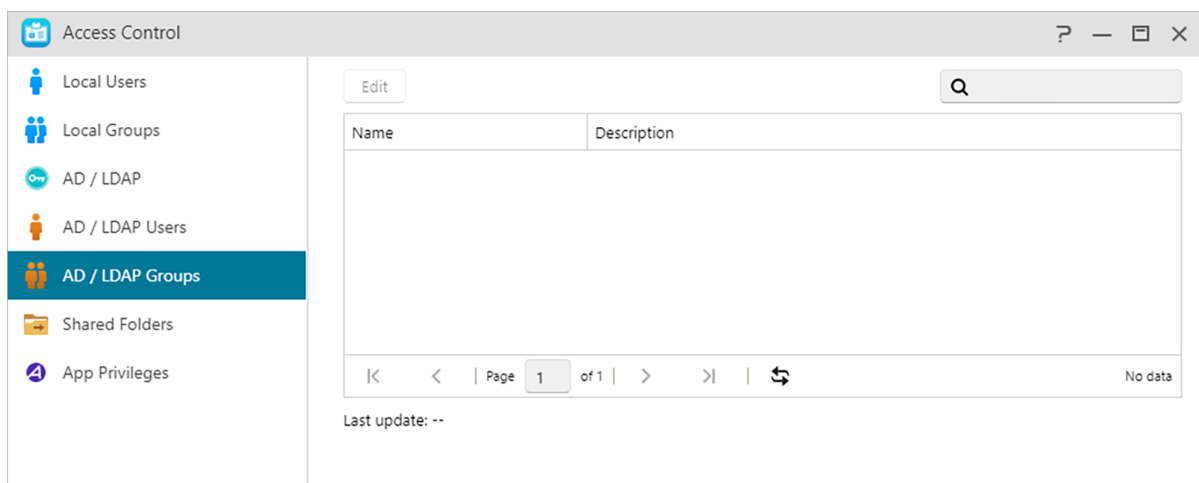 Access Control
Local Users
Local Groups
AD / LDAP
AD / LDAP Users
AD / LDAP Groups
Shared Folders
App Privileges
Edit
Name Description
Page 1 of 1 No data
Last update: --